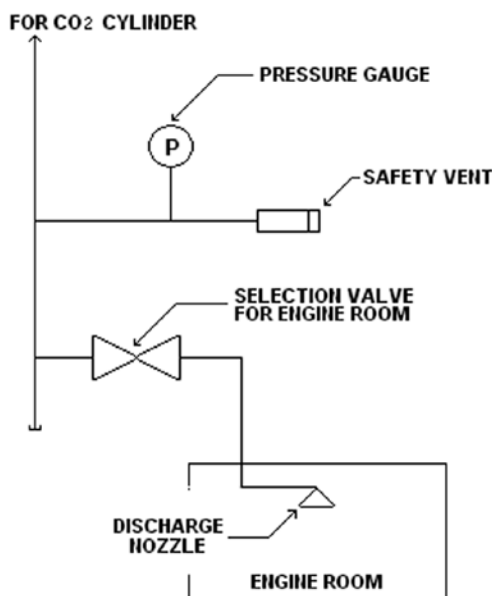 FOR CO2 CYLINDER
PRESSURE GAUGE
P
SAFETY VENT
SELECTION VALVE
FOR ENGINE ROOM
DISCHARGE
NOZZLE
ENGINE ROOM